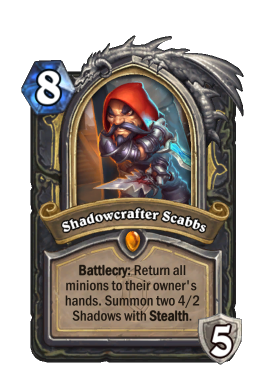 8
Shadowcrafter Scabbs
Battlecry: Return all
minions to their owner's
hands. Summon two 4/2
Shadows with Stealth.
5